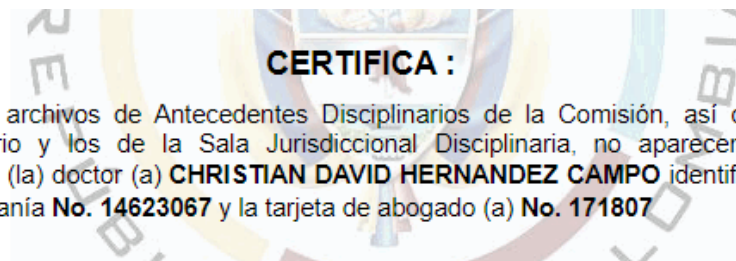 CERTIFICA :
archivos de Antecedentes Disciplinarios de la Comisión, así
rio y los de la Sala Jurisdiccional Disciplinaria, no aparecen
(la) doctor (a) CHRISTIAN DAVID HERNANDEZ CAMPO identif
anía No. 14623067 y la tarjeta de abogado (a) No. 171807